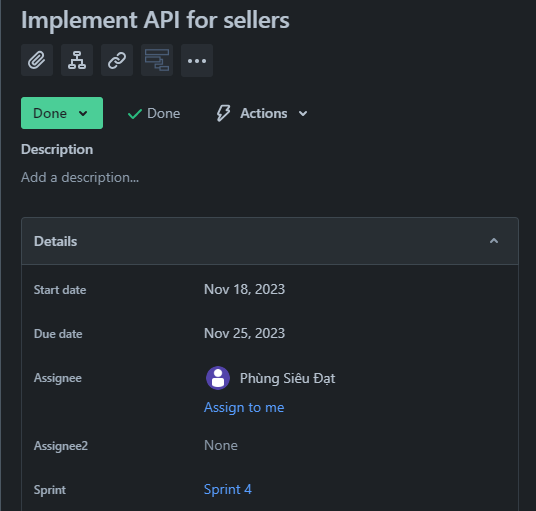 Implement API for sellers
Done Done Actions
Description
Add a description...
Details
Start date Nov 18, 2023
Due date Nov 25, 2023
Assignee Phùng Siêu Đạt
Assign to me
Assignee2 None
Sprint Sprint 4